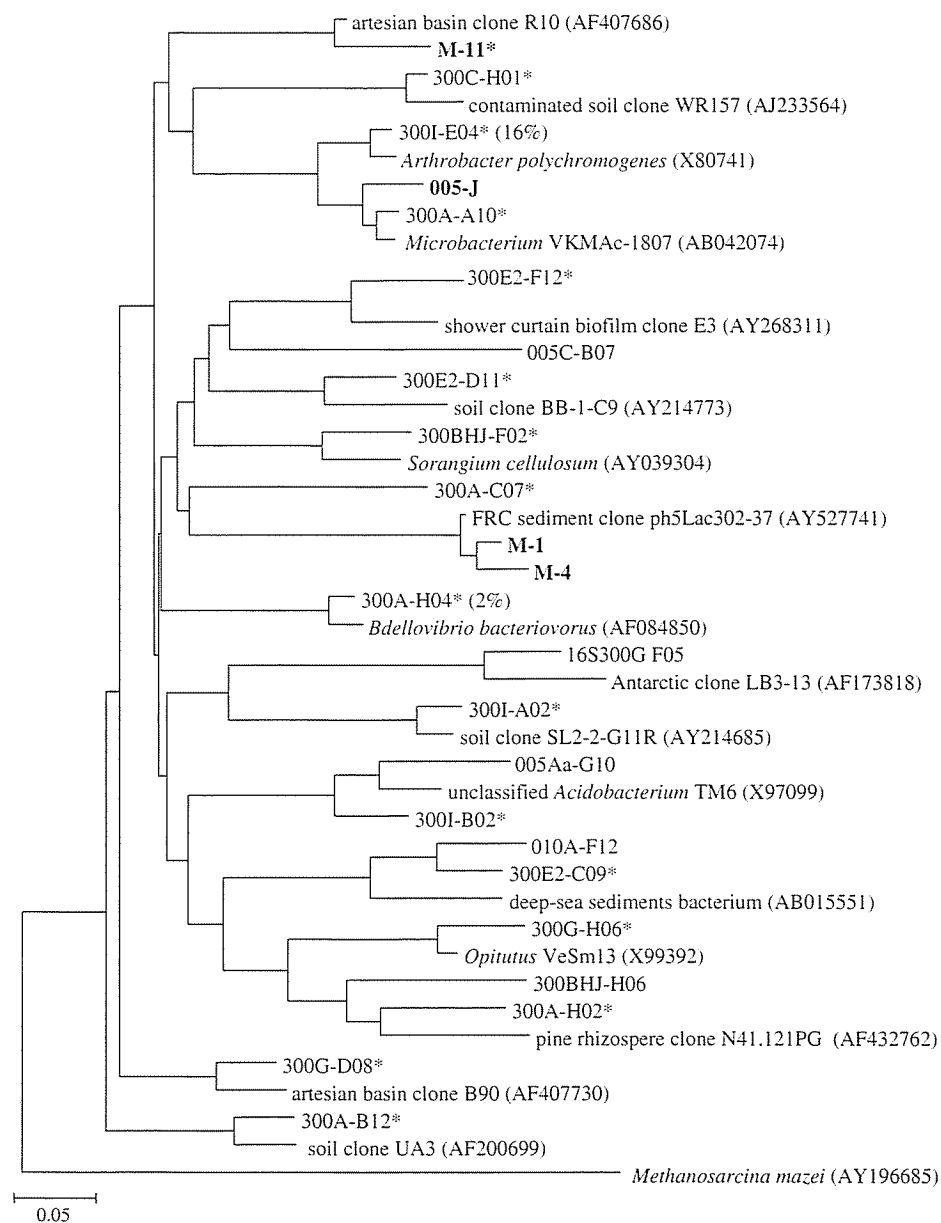 artesian basin clone R10 (AF407686)
M-11*
300C-H01*
contaminated soil clone WR157 (AJ233564)
300I-E04* (16%)
Arthrobacter polychromogenes (X80741)
005-J
300A-A10*
Microbacterium VKMAc-1807 (AB042074)
300E2-F12*
shower curtain biofilm clone E3 (AY268311)
005C-B07
300E2-D11*
soil clone BB-1-C9 (AY214773)
300BHJ-F02*
Sorangium cellulosum (AY039304)
300A-C07*
FRC sediment clone ph5Lac302-37 (AY527741)
M-1
M-4
300A-H04* (2%)
Bdellovibrio bacteriovorus (AF084850)
16S300G F05
Antarctic clone LB3-13 (AF173818)
300I-A02*
soil clone SL2-2-G11R (AY214685)
005Aa-G10
unclassified Acidobacterium TM6 (X97099)
300I-B02*
010A-F12
300E2-C09*
deep-sea sediments bacterium (AB015551)
300G-H06*
Opitutus VeSm13 (X99392)
300BHJ-H06
300A-H02*
pine rhizospere clone N41.121PG (AF432762)
300G-D08*
artesian basin clone B90 (AF407730)
300A-B12*
soil clone UA3 (AF200699)
Methanosarcina mazei (AY196685)
0.05